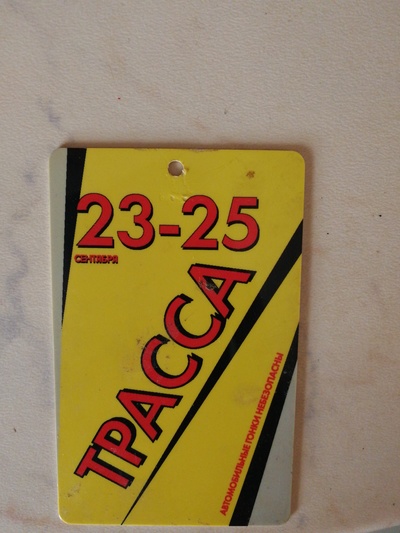 23-25
СЕНТЯБРЯ
ТРАССА
АВТОМОБИЛЬНЫЕ ГОНКИ НЕБЕЗОПАСНЫ